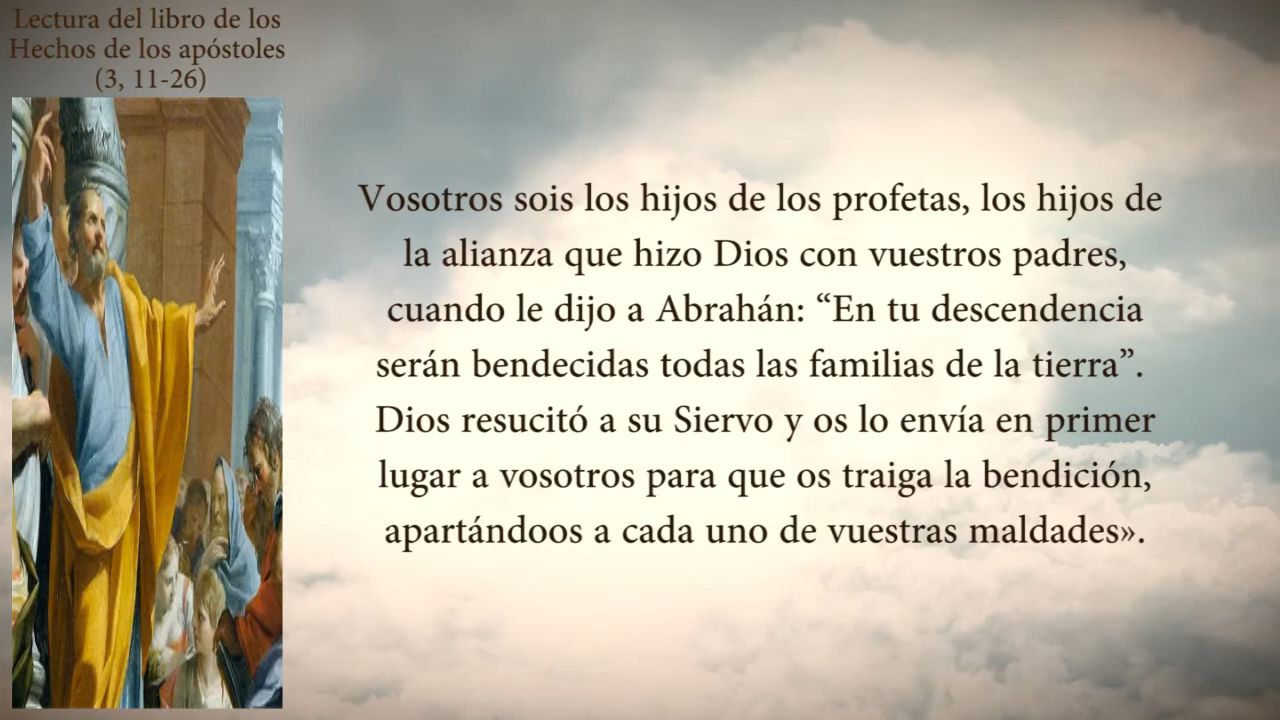 Lectura del libro de los
Hechos de los apóstoles
(3, 11-26)
Vosotros sois los hijos de los profetas, los hijos de
la alianza que hizo Dios con vuestros padres,
cuando le dijo a Abrahán: “En tu descendencia
serán bendecidas todas las familias de la tierra”.
Dios resucitó a su Siervo y os lo envía en primer
lugar a vosotros para que os traiga la bendición,
apartándoos a cada uno de vuestras maldades».